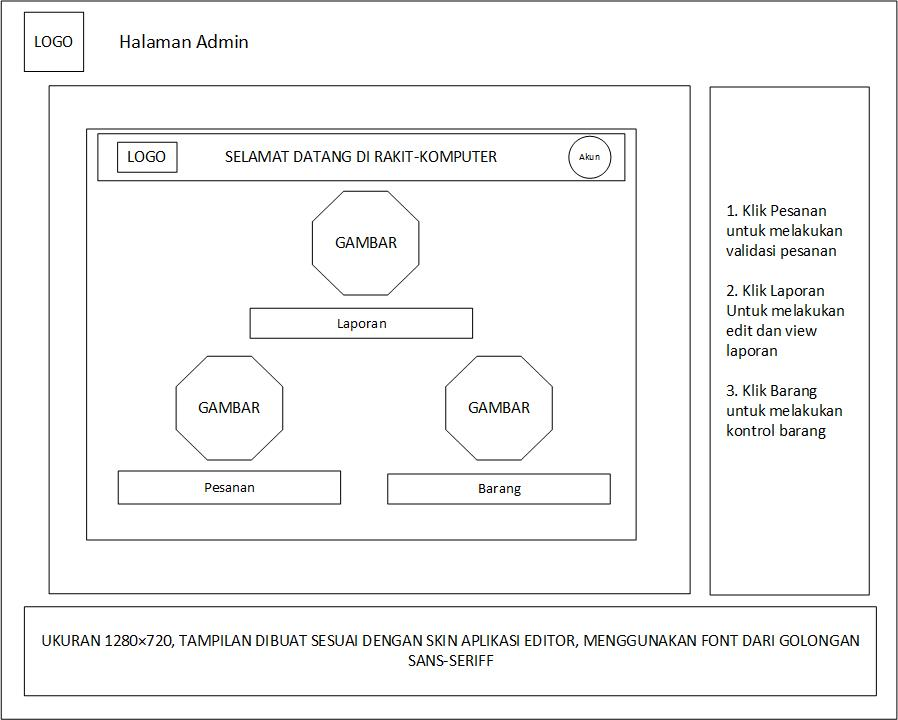 LOGO
Halaman Admin
LOGO
SELAMAT DATANG DI RAKIT-KOMPUTER
Akun
GAMBAR
Laporan
GAMBAR
GAMBAR
Pesanan
Barang
1. Klik Pesanan
untuk melakukan
validasi pesanan
2. Klik Laporan
Untuk melakukan
edit dan view
laporan
3. Klik Barang
untuk melakukan
kontrol barang
UKURAN 1280×720, TAMPILAN DIBUAT SESUAI DENGAN SKIN APLIKASI EDITOR, MENGGUNAKAN FONT DARI GOLONGAN
SANS-SERIFF